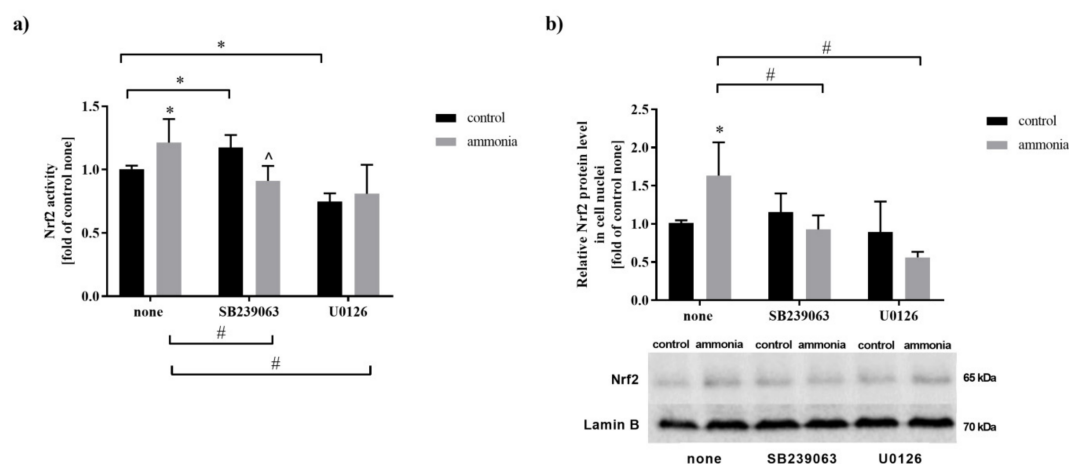 a)
*
*
Nrf2 activity
[fold of control none]
1.5
1.0
0.5
0.0
*
^
control
ammonia
none
SB239063
U0126
#
#
b)
#
#
Relative Nrf2 protein level
in cell nuclei
[fold of control none]
2.5
2.0
1.5
1.0
0.5
0.0
*
control
ammonia
none
SB239063
U0126
control ammonia control ammonia control ammonia
Nrf2
65 kDa
Lamin B
70 kDa
none SB239063 U0126